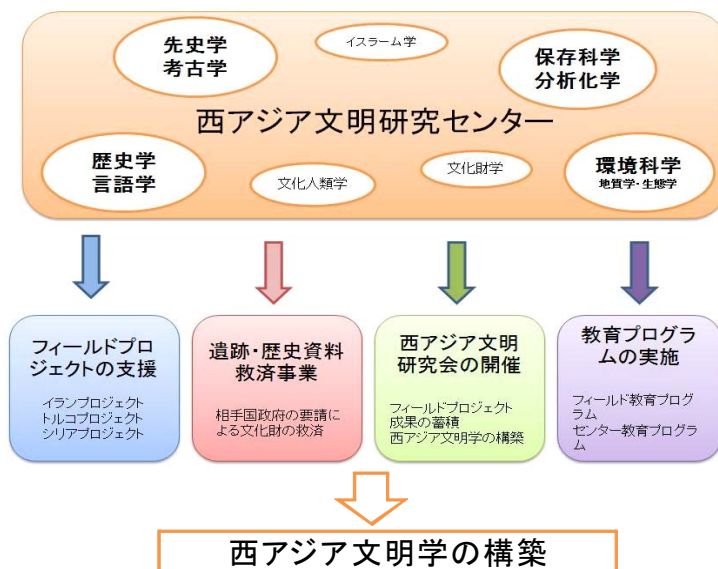 先史学
考古学
イスラーム学
保存科学
分析化学
西アジア文明研究センター
歴史学
言語学
文化人類学
文化財学
環境科学
地質学・生態学
フィールドプロ
ジェクトの支援
イランプロジェクト
トルコプロジェクト
シリアプロジェクト
遺跡・歴史資料
救済事業
相手国政府の要請に
よる文化財の救済
西アジア文明
研究会の開催
フィールドプロジェクト
成果の蓄積
西アジア文明学の構築
教育プログラ
ムの実施
フィールド教育プログ
ラム
センター教育プログラ
ム
西アジア文明学の構築